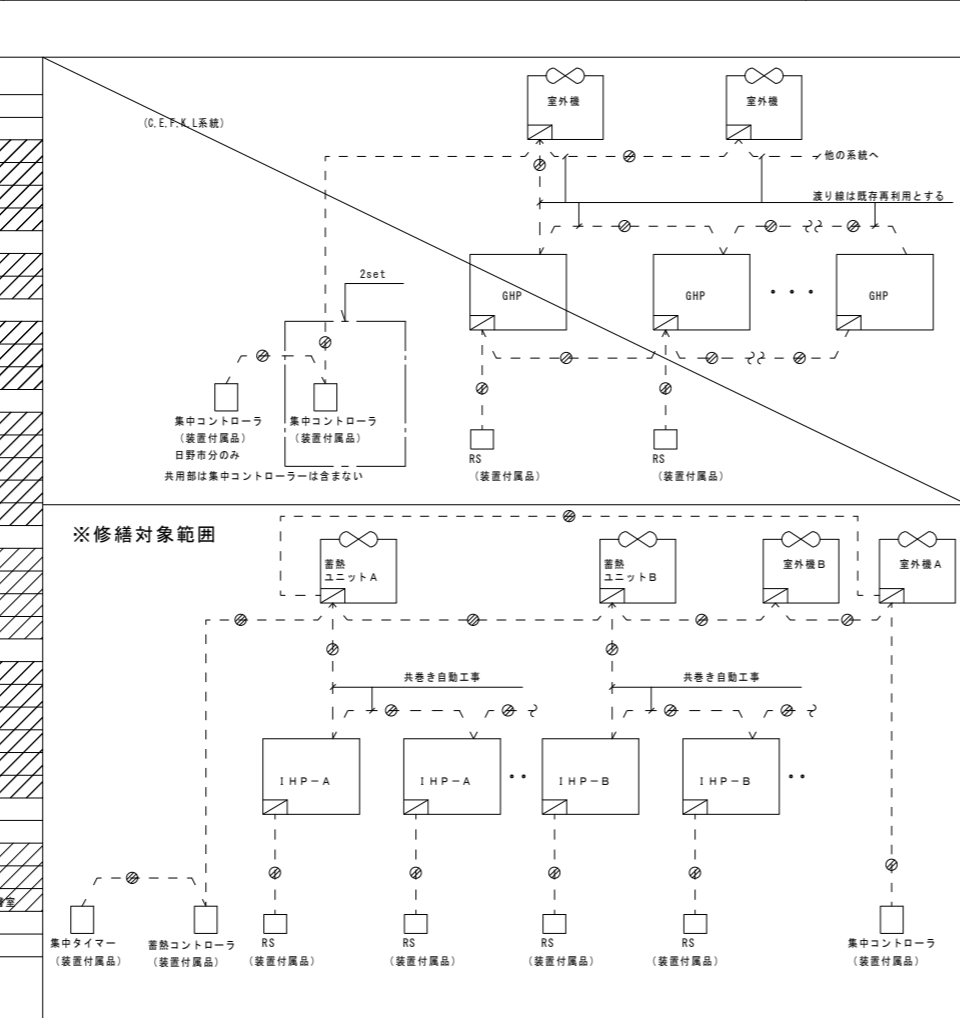 (C,E,F,K,L系統)
室外機
室外機
他の系統へ
渡り線は既存再利用とする
2set
GHP
GHP
・・・
GHP
集中コントローラ
(装置付属品)
日野市分のみ
集中コントローラ
(装置付属品)
共用部は集中コントローラーは含まない
RS
(装置付属品)
RS
(装置付属品)
※修繕対象範囲
蓄熱
ユニットA
蓄熱
ユニットB
室外機B
室外機A
共巻き自動工事
共巻き自動工事
IHP-A
IHP-A
・・
IHP-B
IHP-B
・・
室
集中タイマー
(装置付属品)
蓄熱コントローラ
(装置付属品)
RS
(装置付属品)
RS
(装置付属品)
RS
(装置付属品)
RS
(装置付属品)
集中コントローラ
(装置付属品)